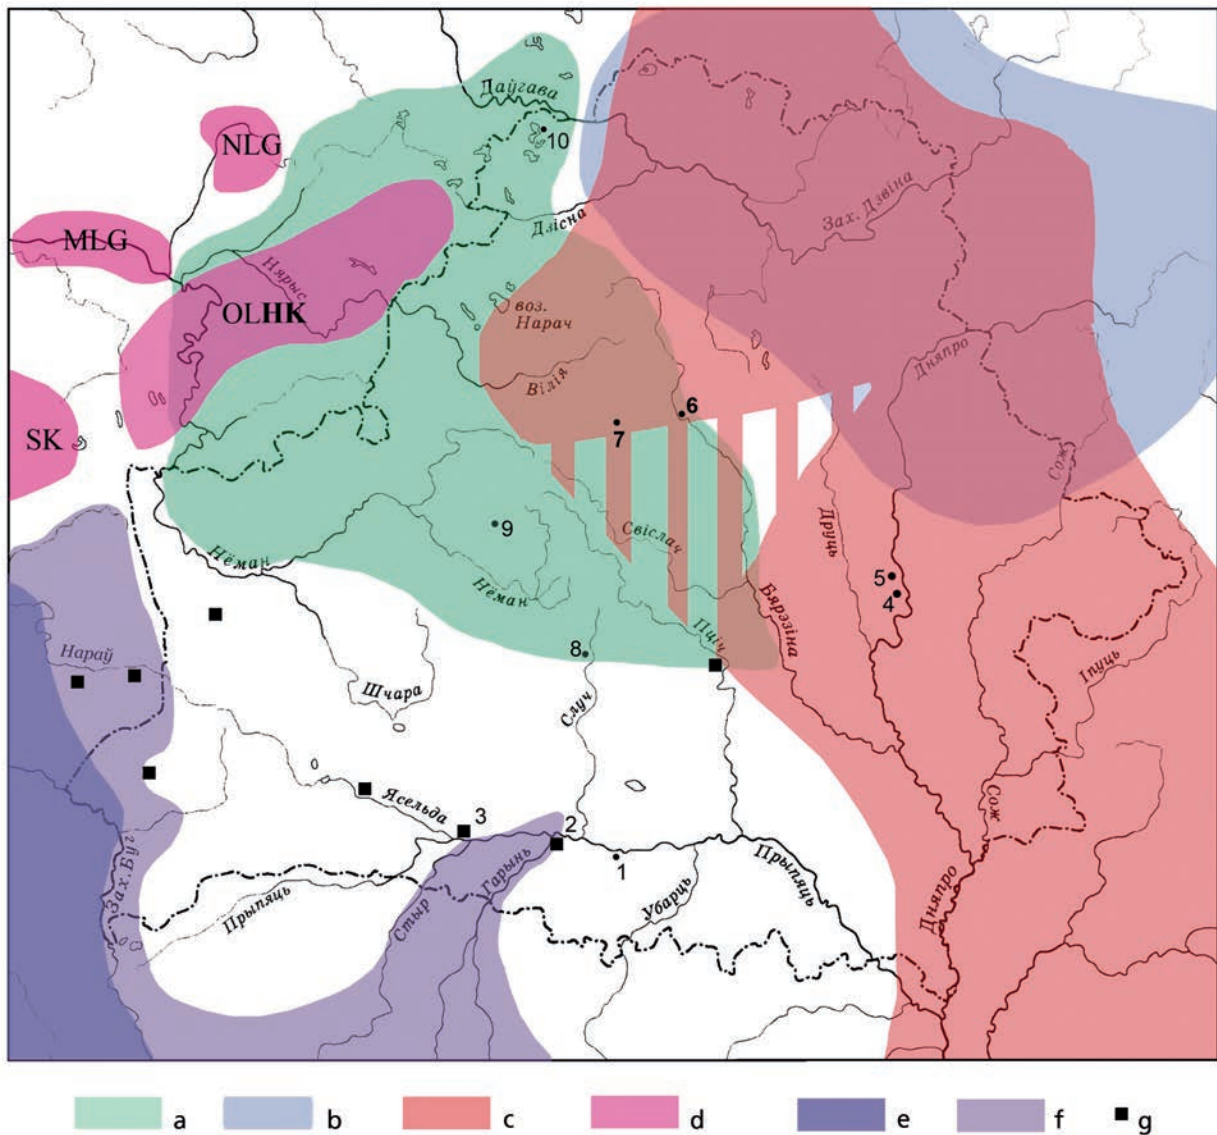 Даўгава
10
NLG
Дзісна
Зах. Дзвіна
MLG
Нярыс
OLHK
воз.
Нарач
Дняпро
Вілія
6
7
SK
Сож
9
Свіслач
Друць
Нёман
Нёман
5
4
Бярэзіна
Пціч
Нараў
8
Іпуць
Шчара
Случ
Ясельда
3
2
Сож
Зах.Буг
Гарынь
1
Прыпяць
Убарць
Прыпяць
Стыр
Дняпро
a b c d e f g